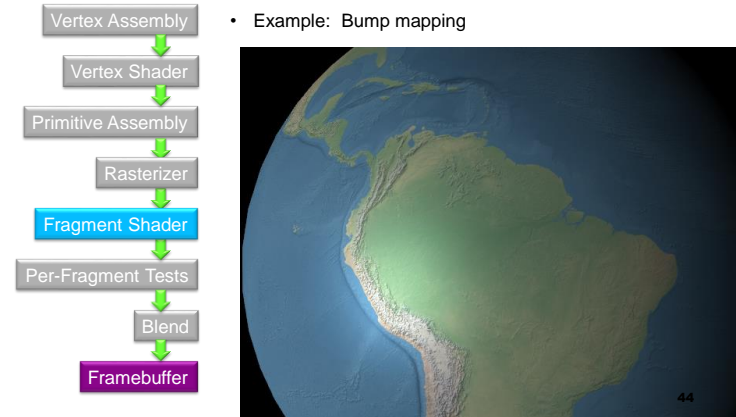 Vertex Assembly
Vertex Shader
Primitive Assembly
Rasterizer
Fragment Shader
Per-Fragment Tests
Blend
Framebuffer
• Example: Bump mapping
44